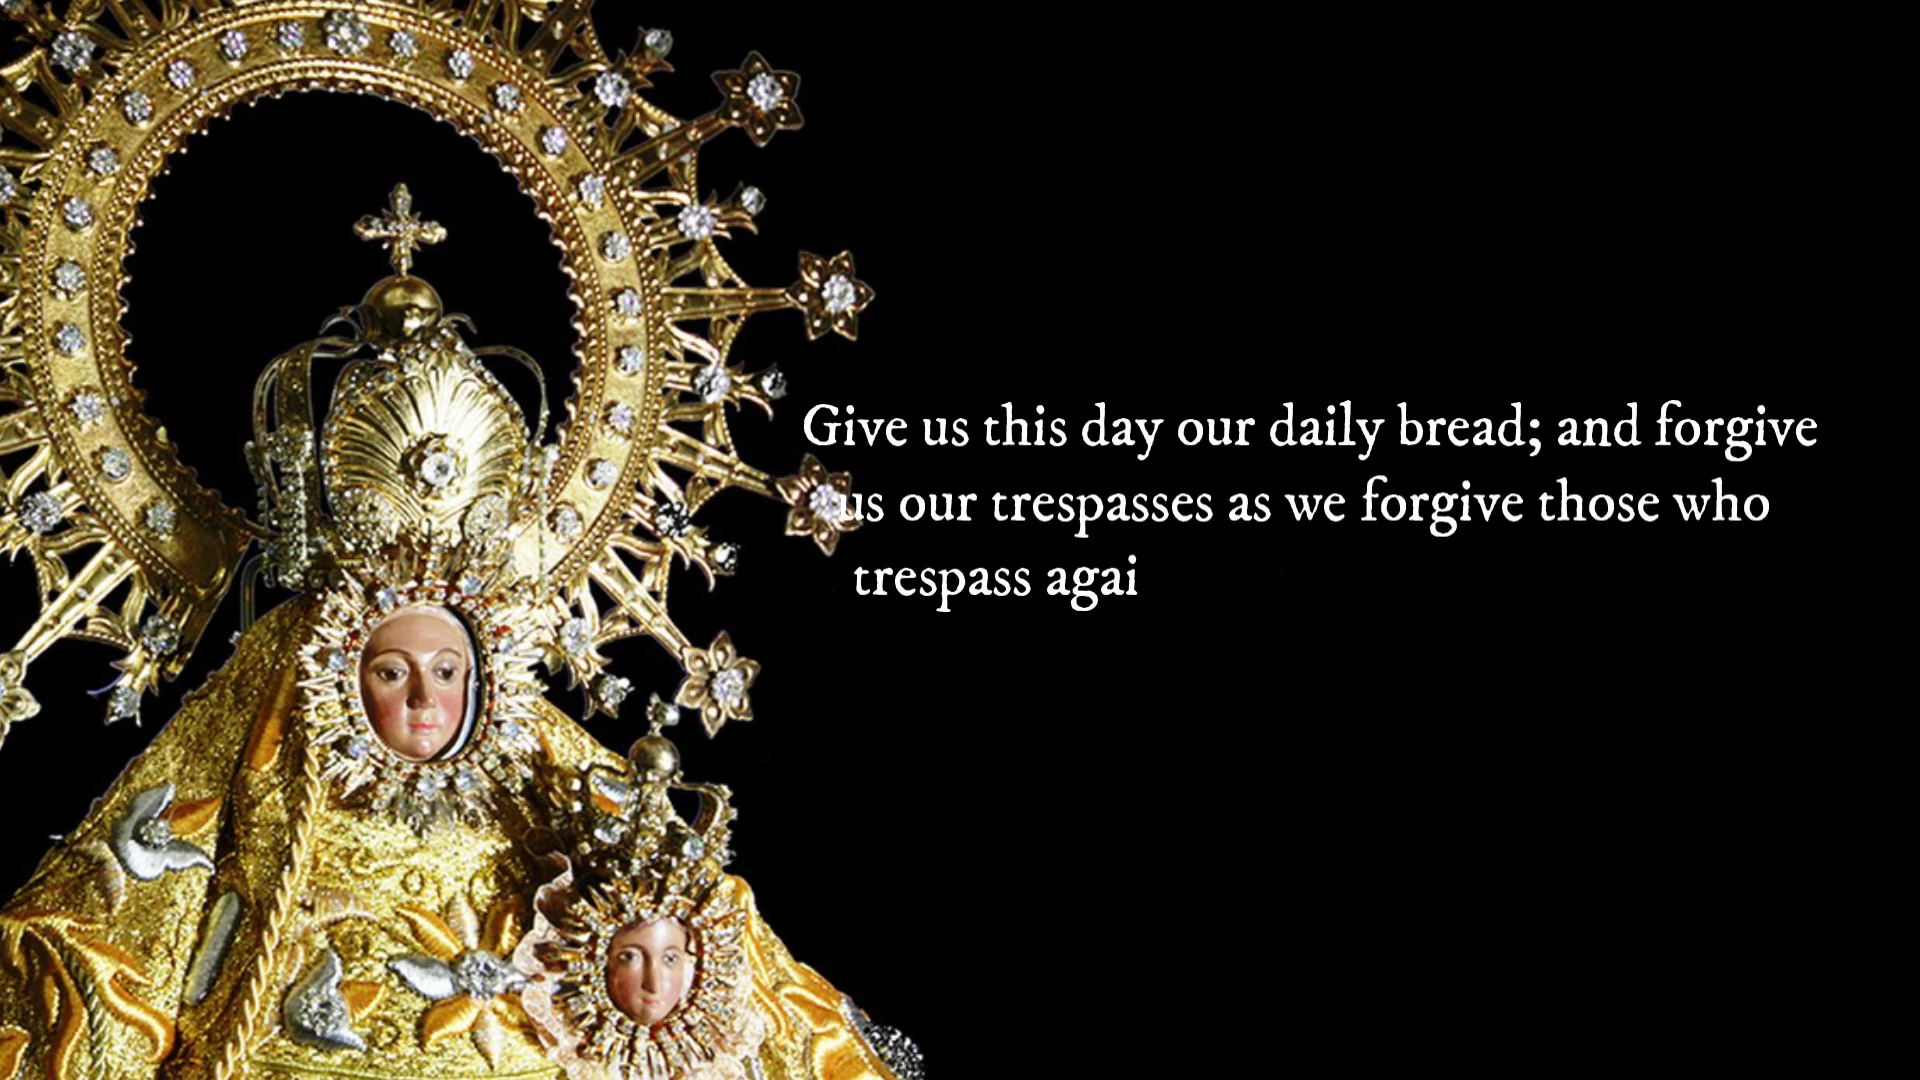 Give us this day our daily bread; and forgive
us our trespasses as we forgive those who
trespass agai